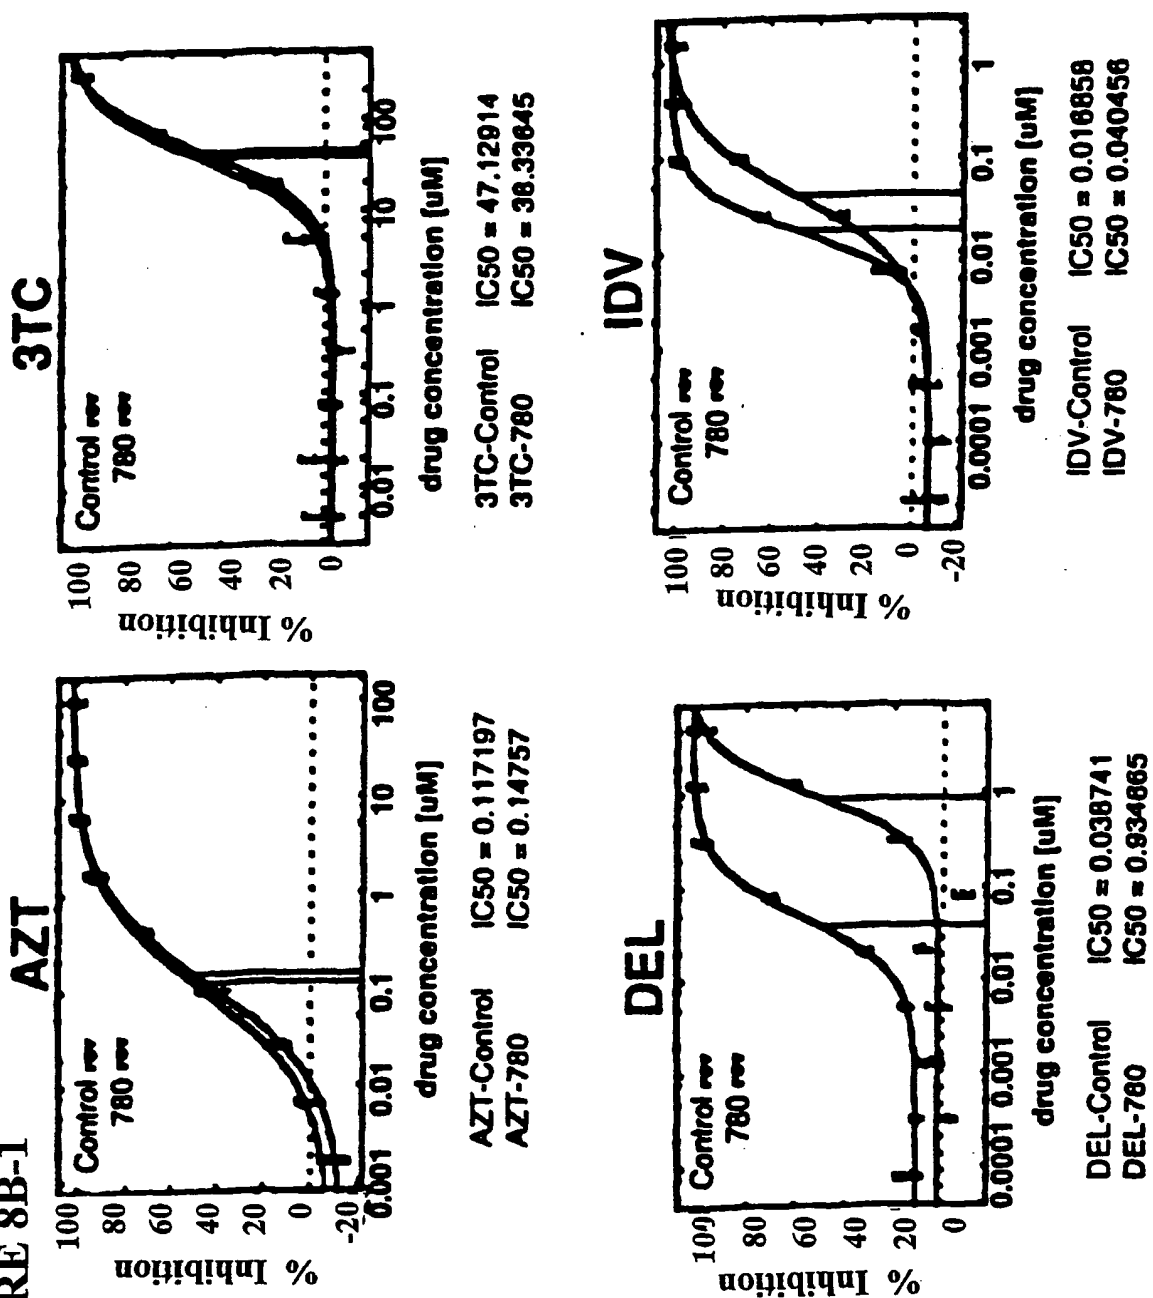 RE 8B-1
AZT
Control
780
100
80
60
40
20
0
-20
% Inhibition
0.001 0.01 0.1 1 10 100
drug concentration [uM]
AZT-Control IC50 = 0.117197
AZT-780 IC50 = 0.14757
3TC
Control
780
100
80
60
40
20
0
% Inhibition
0.01 0.1 1 10 100
drug concentration [uM]
3TC-Control IC50 = 47.12914
3TC-780 IC50 = 38.33645
DEL
Control
780
100
80
60
40
20
0
% Inhibition
0.0001 0.001 0.01 0.1 1
drug concentration [uM]
DEL-Control IC50 = 0.038741
DEL-780 IC50 = 0.934865
IDV
Control
780
100
80
60
40
20
0
-20
% Inhibition
0.0001 0.001 0.01 0.1 1
drug concentration [uM]
IDV-Control IC50 = 0.016858
IDV-780 IC50 = 0.040456